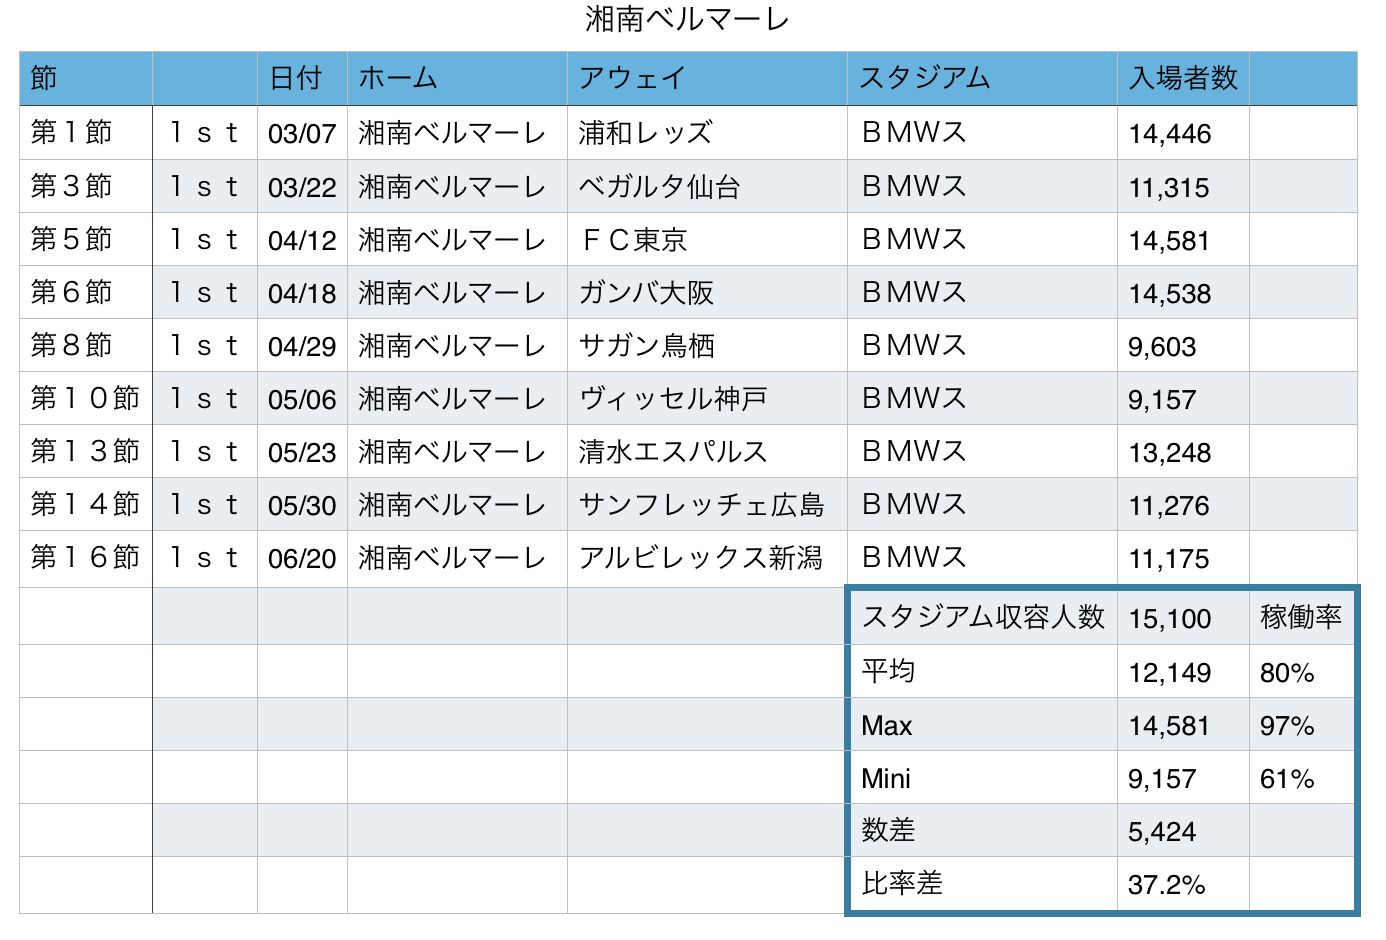 湘南ベルマーレ
節 日付 ホーム アウェイ スタジアム 入場者数
第１節 １ｓｔ 03/07 湘南ベルマーレ 浦和レッズ ＢＭＷス 14,446
第３節 １ｓｔ 03/22 湘南ベルマーレ ベガルタ仙台 ＢＭＷス 11,315
第５節 １ｓｔ 04/12 湘南ベルマーレ ＦＣ東京 ＢＭＷス 14,581
第６節 １ｓｔ 04/18 湘南ベルマーレ ガンバ大阪 ＢＭＷス 14,538
第８節 １ｓｔ 04/29 湘南ベルマーレ サガン鳥栖 ＢＭＷス 9,603
第１０節 １ｓｔ 05/06 湘南ベルマーレ ヴィッセル神戸 ＢＭＷス 9,157
第１３節 １ｓｔ 05/23 湘南ベルマーレ 清水エスパルス ＢＭＷス 13,248
第１４節 １ｓｔ 05/30 湘南ベルマーレ サンフレッチェ広島 ＢＭＷス 11,276
第１６節 １ｓｔ 06/20 湘南ベルマーレ アルビレックス新潟 ＢＭＷス 11,175
スタジアム収容人数 15,100 稼働率
平均 12,149 80%
Max 14,581 97%
Mini 9,157 61%
数差 5,424
比率差 37.2%